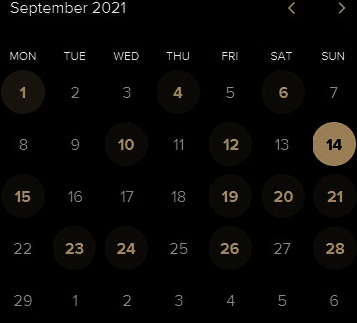 September 2021
MON TUE WED THU FRI SAT SUN
1 2 3 4 5 6 7
8 9 10 11 12 13 14
15 16 17 18 19 20 21
22 23 24 25 26 27 28
29 1 2 3 4 5 6